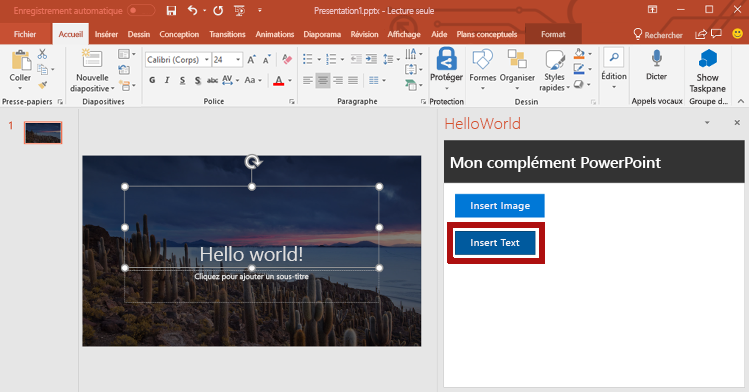 Enregistrement automatique
Presentation1.pptx - Lecture seule
Fichier Accueil Insérer Dessin Conception Transitions Animations Diaporama Révision Affichage Aide Plans conceptuels Format Rechercher
Coller
Presse-papiers
Nouvelle diapositive
Diapositives
Calibri (Corps) 24
G I S S abc AV
Aa A A A
Police
Paragraphe
Protéger
Protection
Formes Organiser Styles rapides
Dessin
Édition
Dicter
Appels vocaux
Show Taskpane
Groupe d...
1
Hello world!
Cliquez pour ajouter un sous-titre
HelloWorld
Mon complément PowerPoint
Insert Image
Insert Text